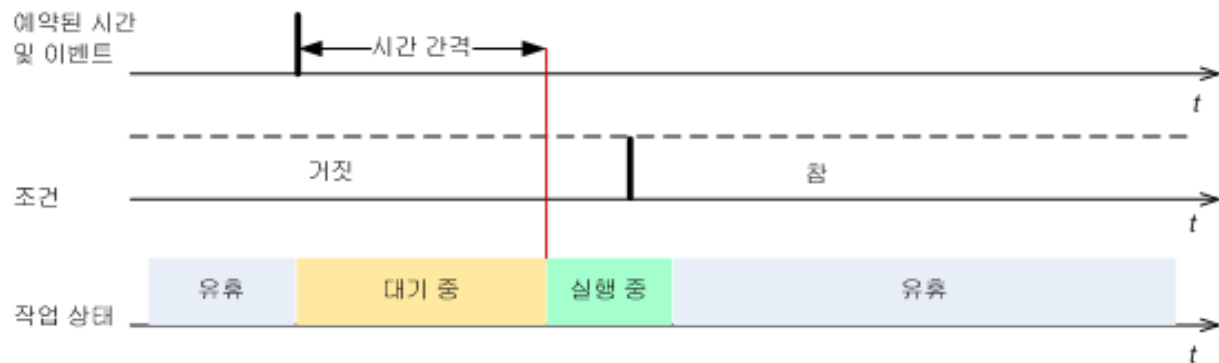 예약된 시간
및 이벤트
시간 간격
t
거짓
참
조건
t
유휴
대기 중
실행 중
유휴
작업 상태
t